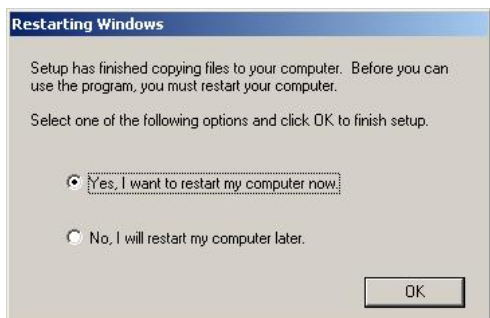 Restarting Windows
Setup has finished copying files to your computer.  Before you can
use the program, you must restart your computer.
Select one of the following options and click OK to finish setup.
Yes, I want to restart my computer now.
No, I will restart my computer later.
OK